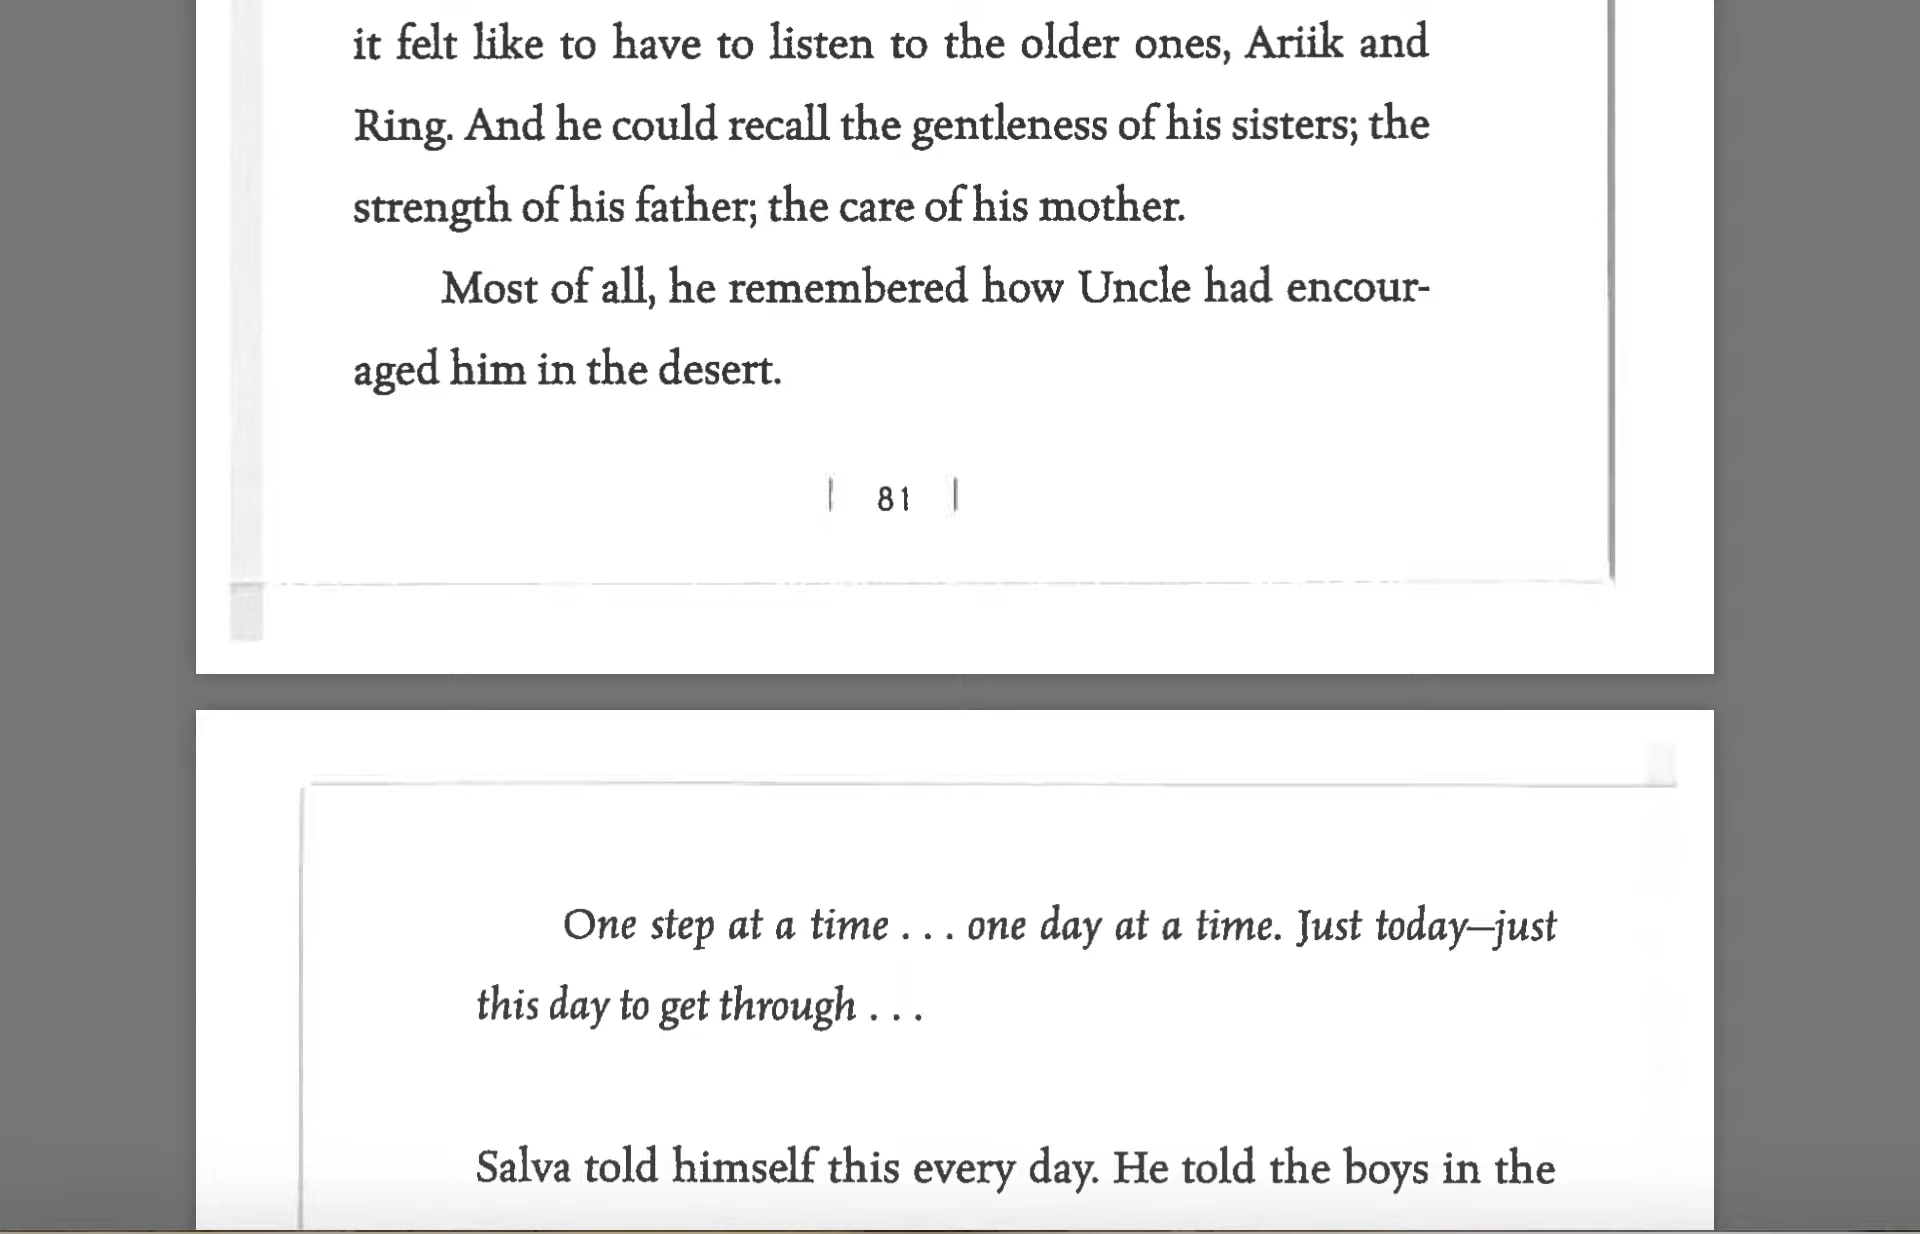 it felt like to have to listen to the older ones, Ariik and
Ring. And he could recall the gentleness of his sisters; the
strength of his father; the care of his mother.
Most of all, he remembered how Uncle had encour-
aged him in the desert.
81
One step at a time . . . one day at a time. Just today—just
this day to get through . . .
Salva told himself this every day. He told the boys in the